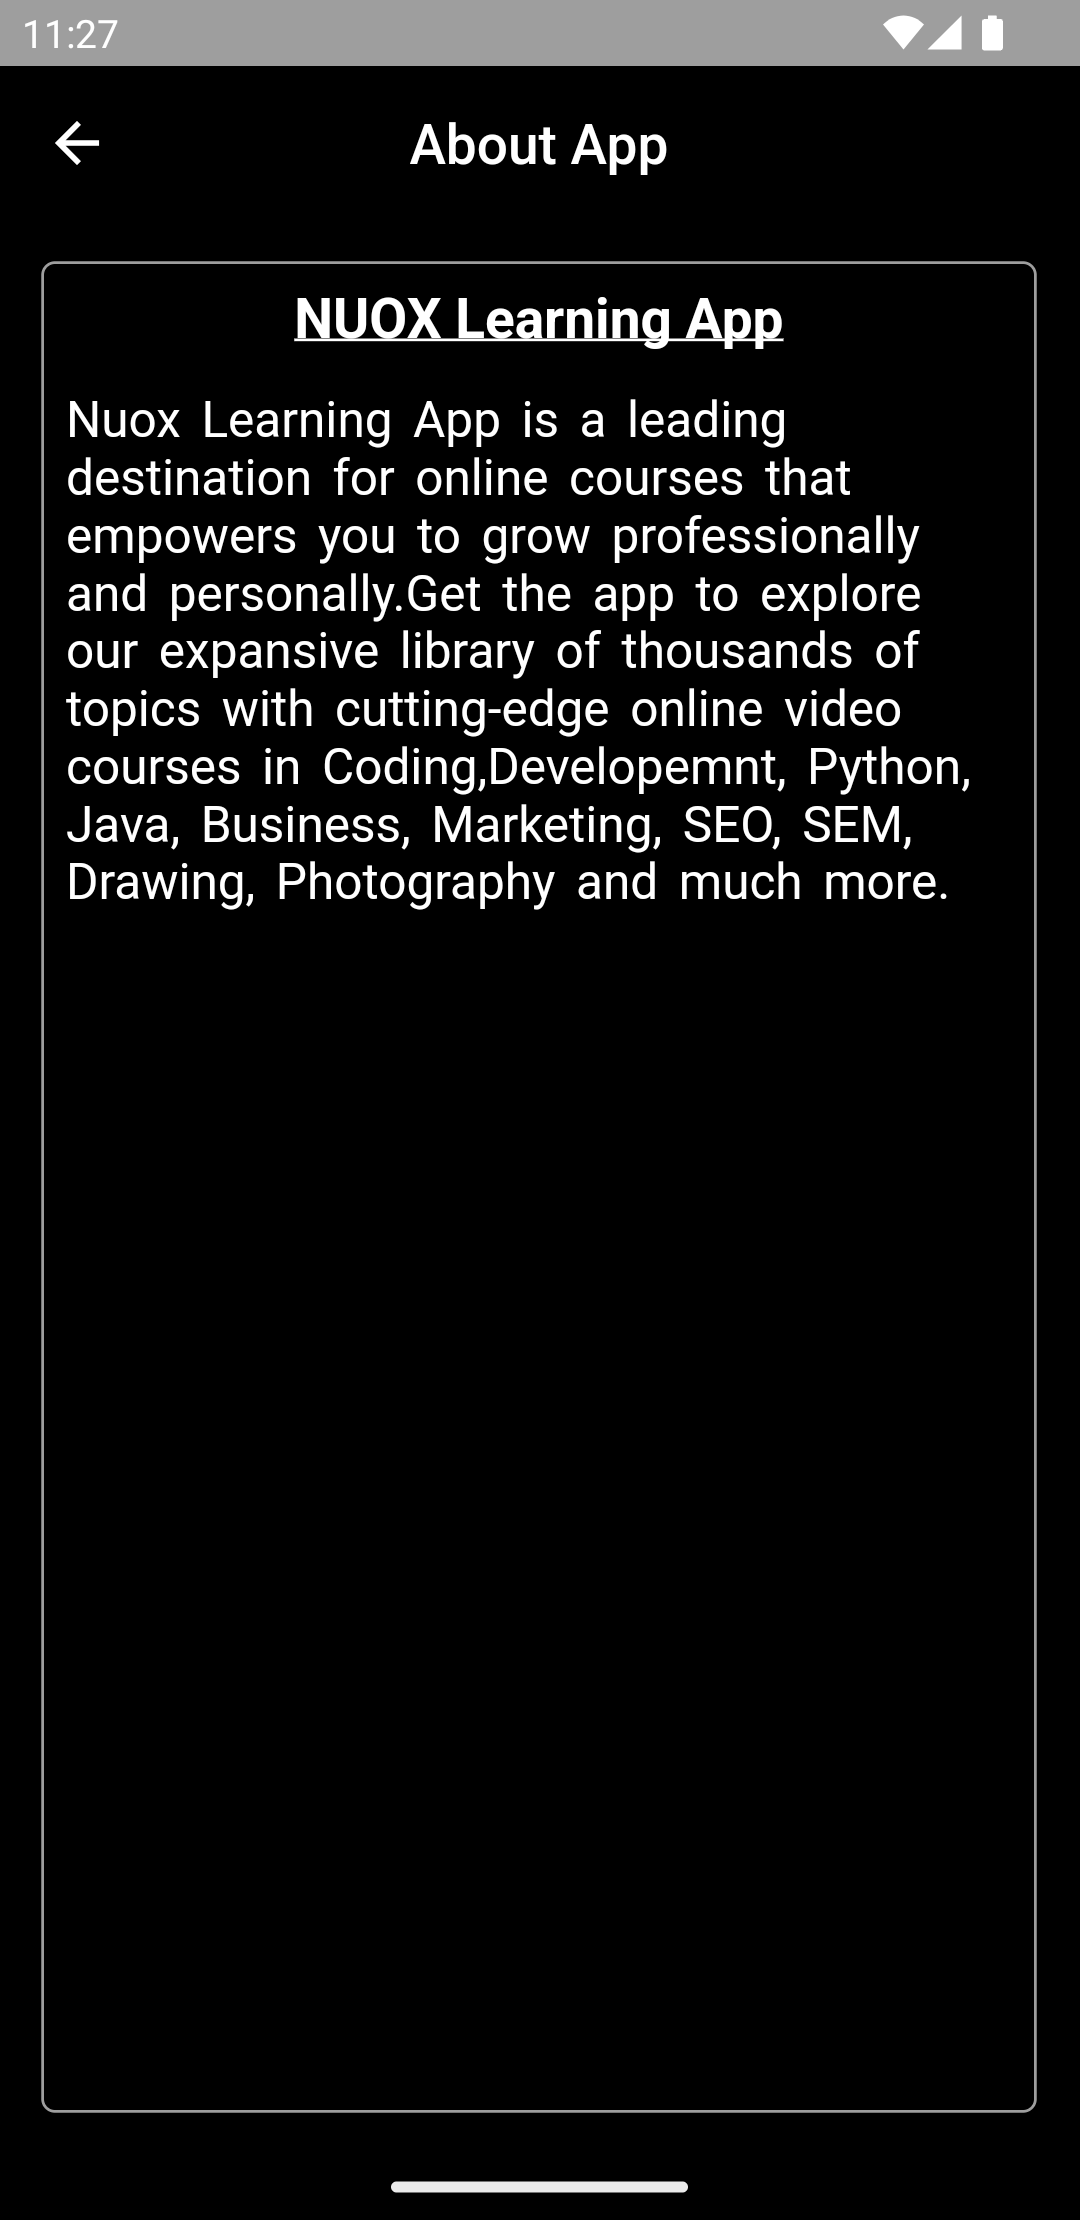 11:27
About App
NUOX Learning App
Nuox Learning App is a leading
destination for online courses that
empowers you to grow professionally
and personally.Get the app to explore
our expansive library of thousands of
topics with cutting-edge online video
courses in Coding,Developemnt, Python,
Java, Business, Marketing, SEO, SEM,
Drawing, Photography and much more.